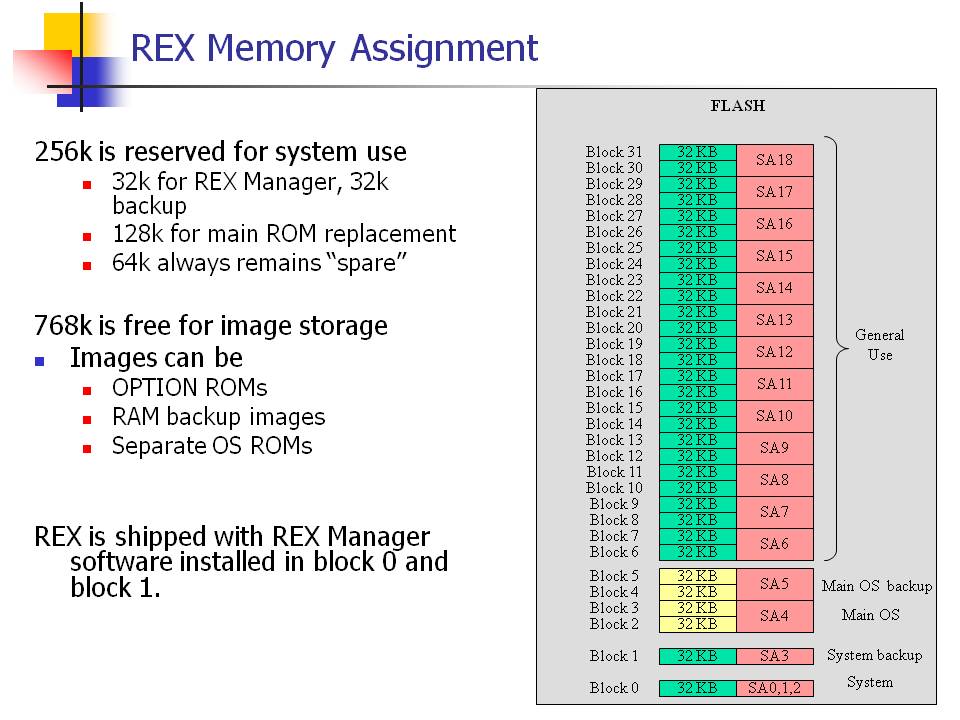 REX Memory Assignment
256k is reserved for system use
32k for REX Manager, 32k
backup
128k for main ROM replacement
64k always remains “spare”
768k is free for image storage
Images can be
OPTION ROMs
RAM backup images
Separate OS ROMs
REX is shipped with REX Manager
software installed in block 0 and
block 1.
FLASH
Block 31 32 KB
SA18
Block 30 32 KB
Block 29 32 KB
SA17
Block 28 32 KB
Block 27 32 KB
SA16
Block 26 32 KB
Block 25 32 KB
SA15
Block 24 32 KB
Block 23 32 KB
SA14
Block 22 32 KB
Block 21 32 KB
SA13
Block 20 32 KB
Block 19 32 KB
SA12
Block 18 32 KB
Block 17 32 KB
SA11
Block 16 32 KB
Block 15 32 KB
SA10
Block 14 32 KB
Block 13 32 KB
SA9
Block 12 32 KB
Block 11 32 KB
SA8
Block 10 32 KB
Block 9 32 KB
SA7
Block 8 32 KB
Block 7 32 KB
SA6
Block 6 32 KB
General
Use
Block 5 32 KB
SA5 Main OS backup
Block 4 32 KB
Block 3 32 KB
SA4 Main OS
Block 2 32 KB
Block 1 32 KB SA3 System backup
Block 0 32 KB SA0,1,2 System